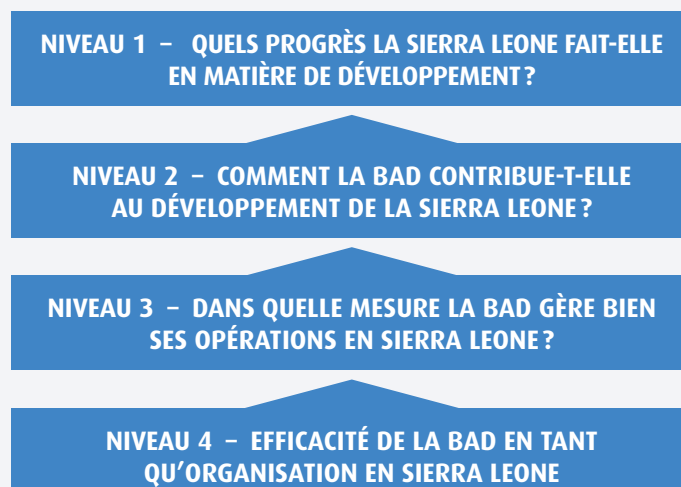 NIVEAU 1 – QUELS PROGRÈS LA SIERRA LEONE FAIT-ELLE
EN MATIÈRE DE DÉVELOPPEMENT ?
NIVEAU 2 – COMMENT LA BAD CONTRIBUE-T-ELLE
AU DÉVELOPPEMENT DE LA SIERRA LEONE ?
NIVEAU 3 – DANS QUELLE MESURE LA BAD GÈRE BIEN
SES OPÉRATIONS EN SIERRA LEONE ?
NIVEAU 4 – EFFICACITÉ DE LA BAD EN TANT
QU’ORGANISATION EN SIERRA LEONE